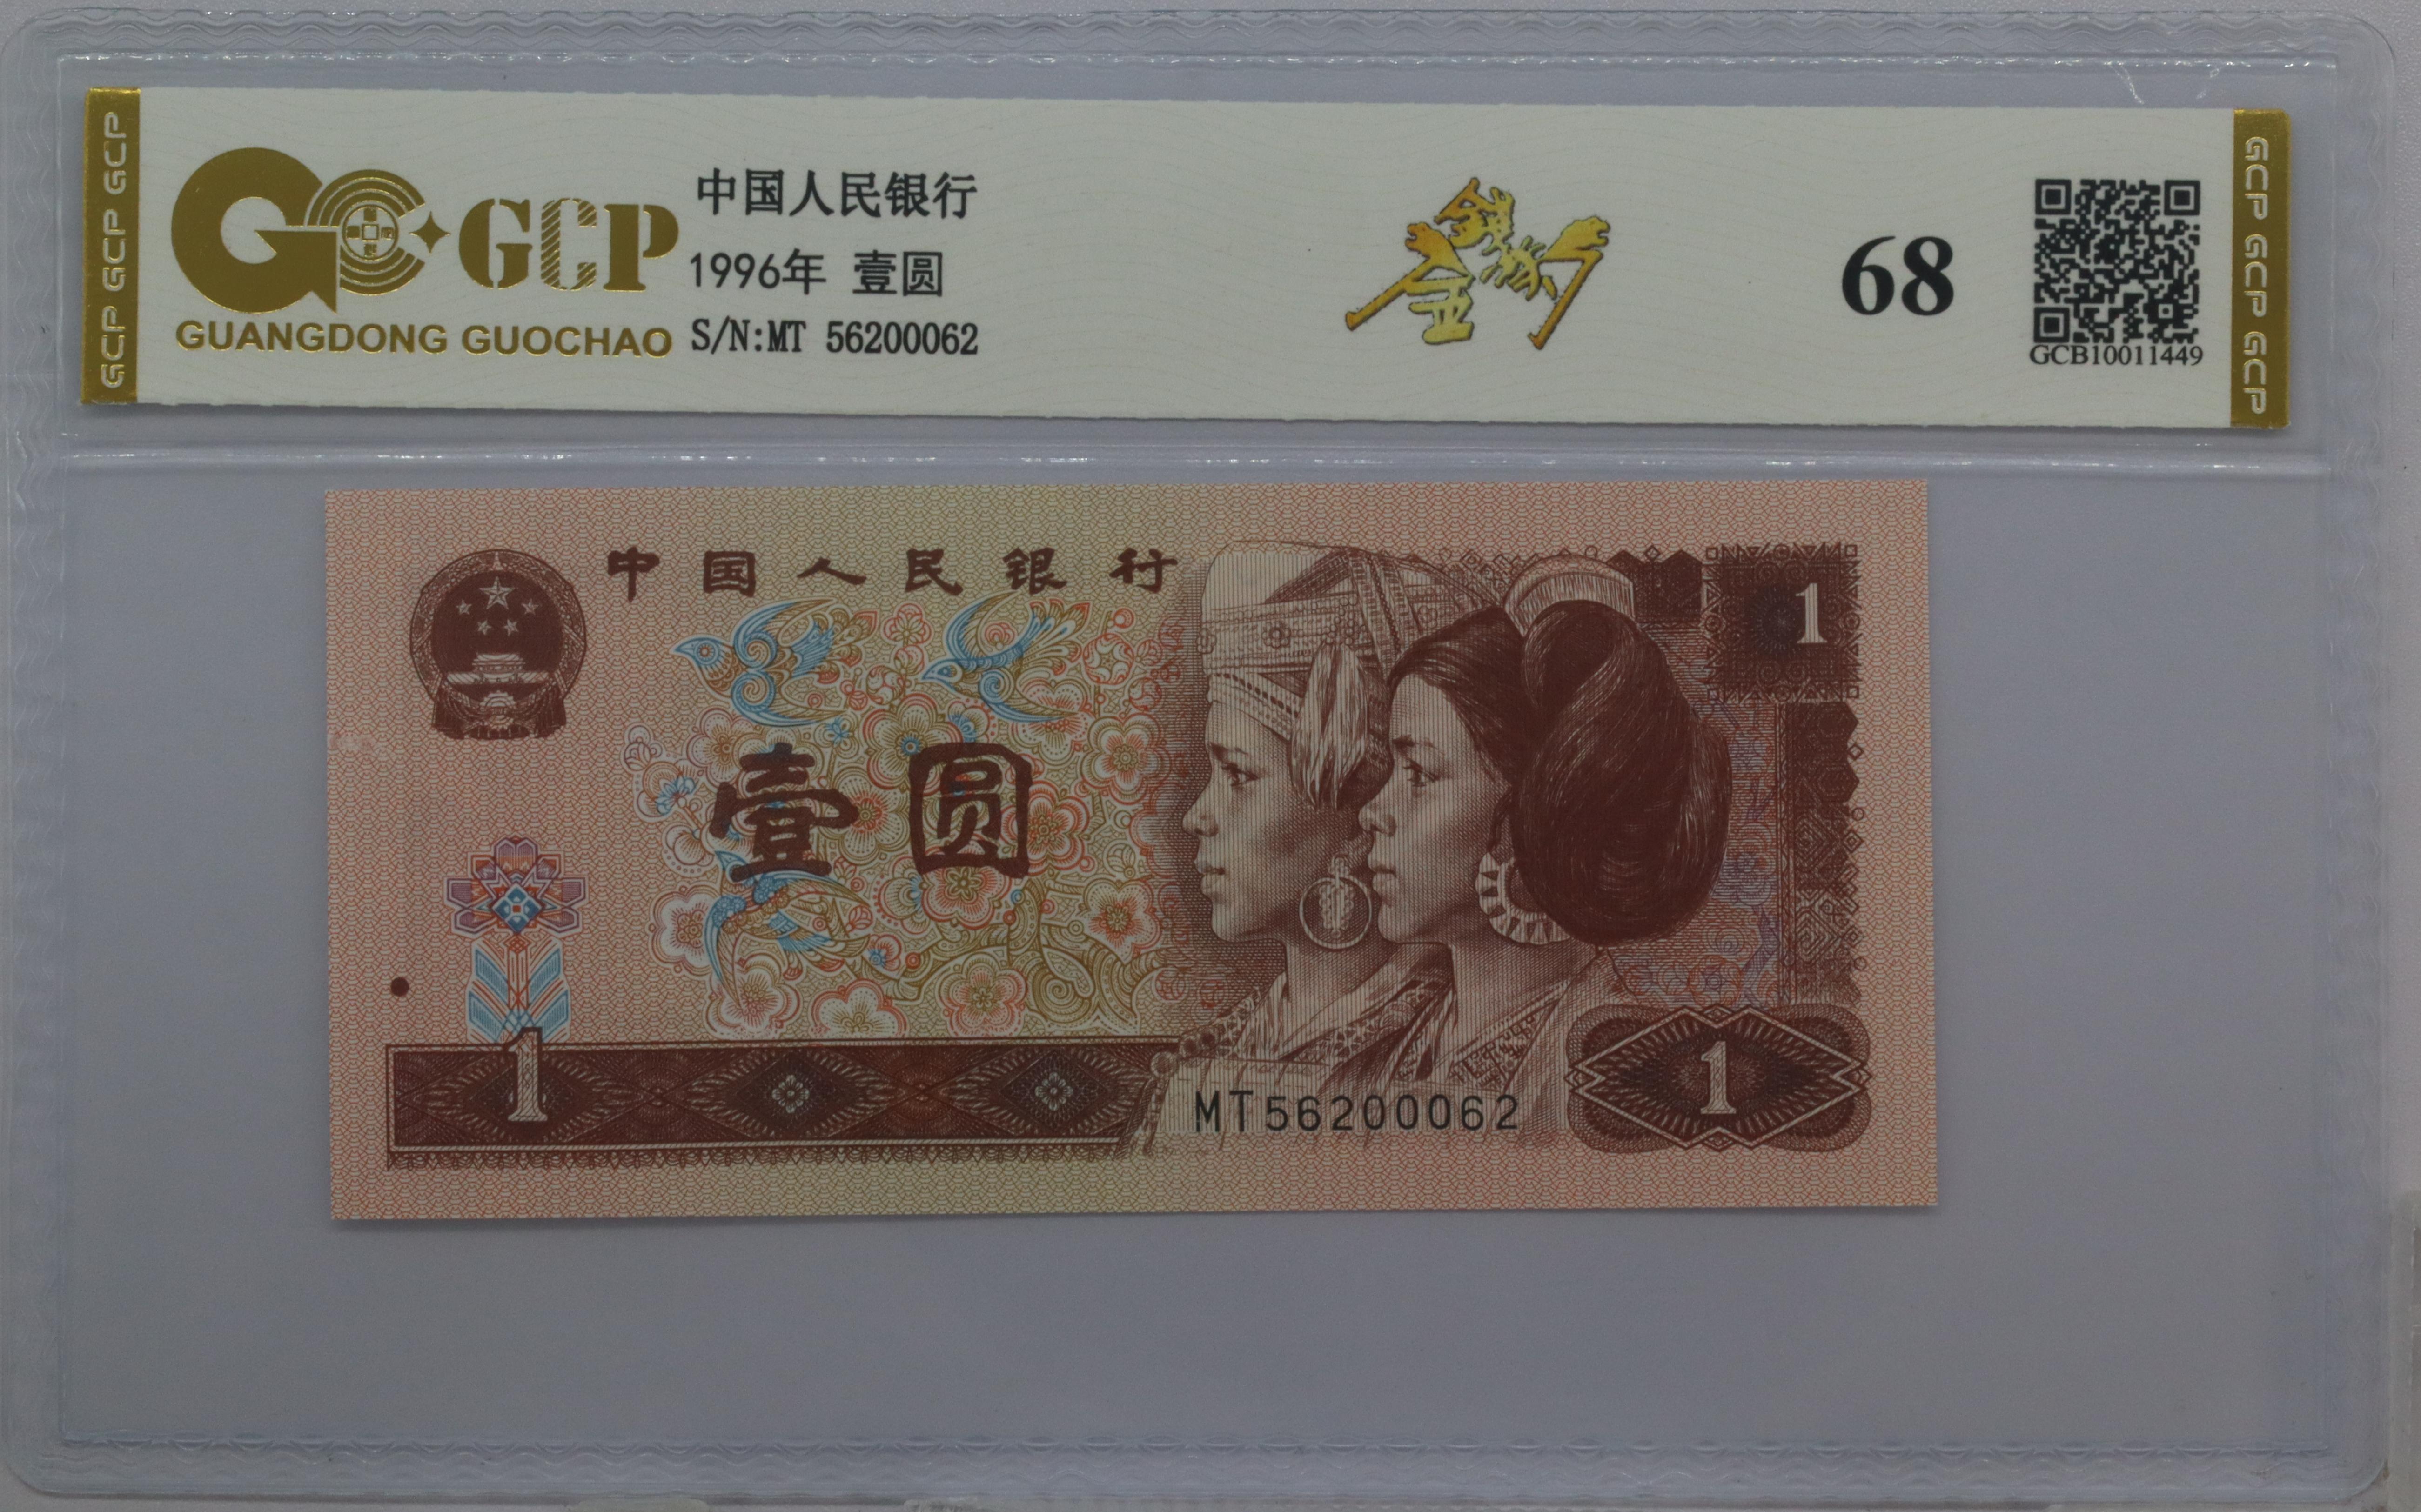 GCP GCP GCP
GCP
GUANGDONG GUOCHAO
中国人民银行
1996年 壹圆
S/N:MT 56200062
68
GCB10011449
GCP GCP GCP
中国人民银行
1
壹圆
1
MT56200062
1